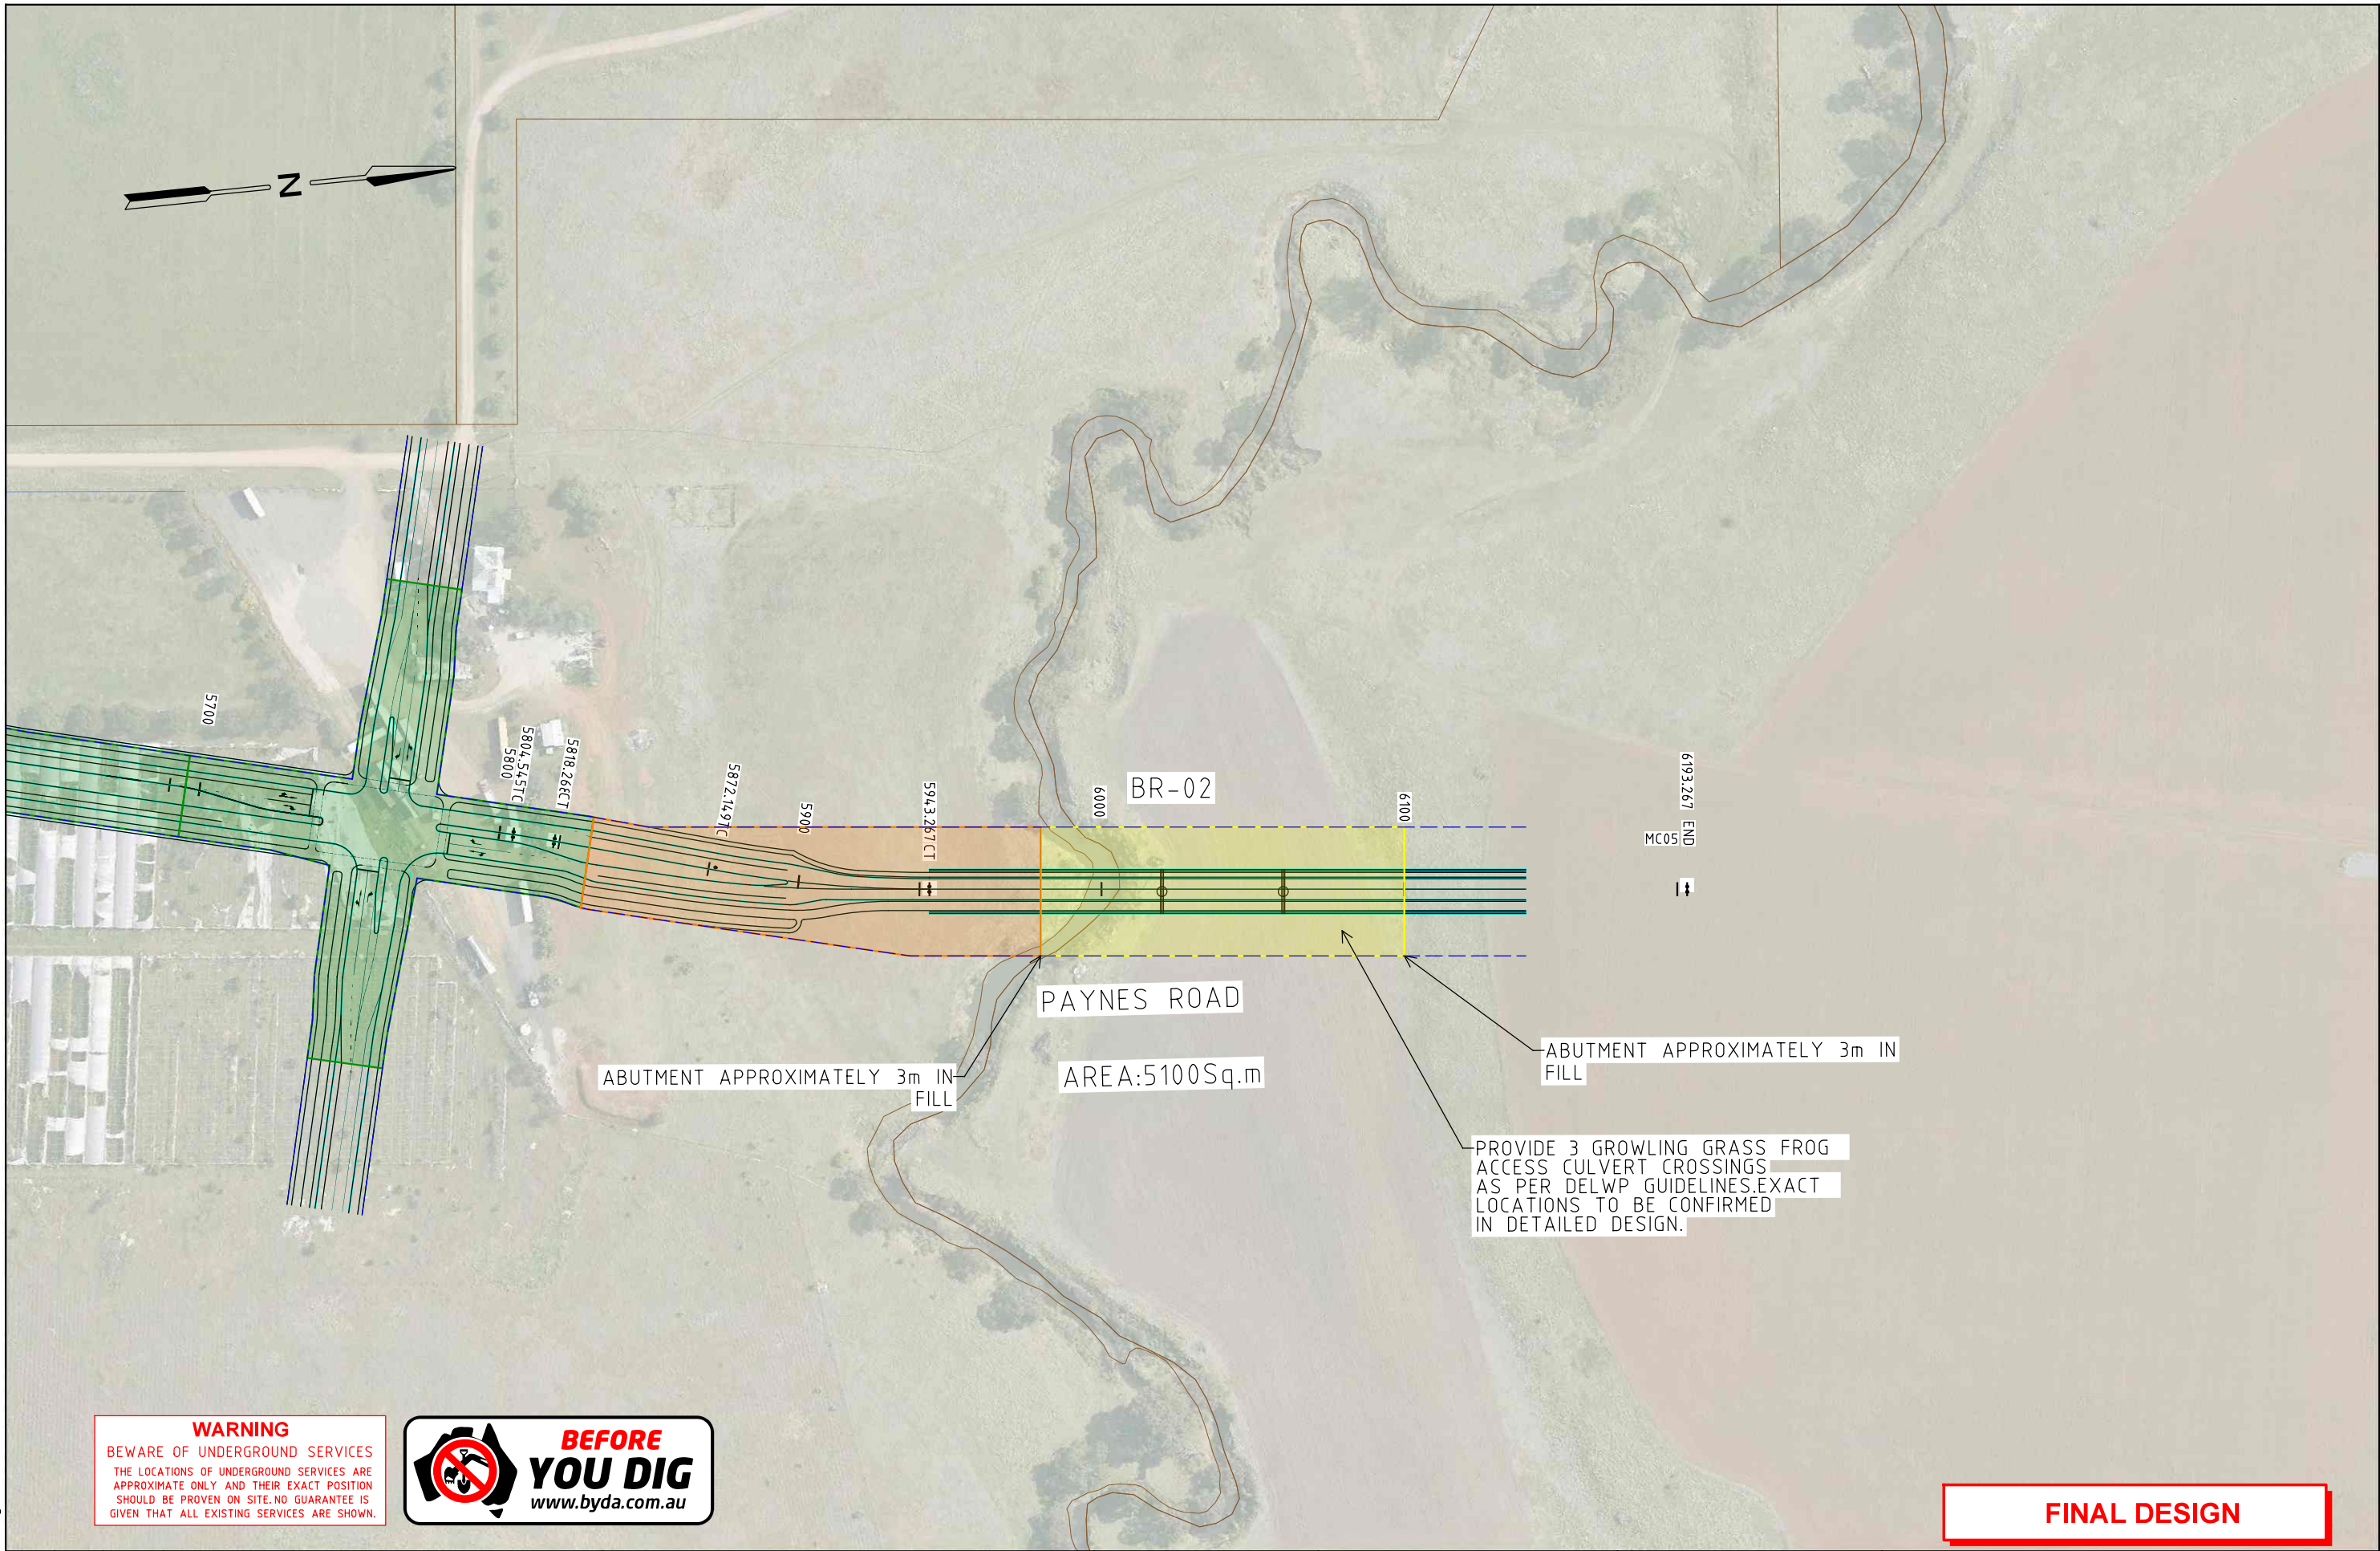 N
5700
5800
5804.545TC
5818.26CT
5872.149TC
5900
5943.267CT
6000
BR-02
6100
6193.267 END
MC05
PAYNES ROAD
AREA:5100Sq.m
ABUTMENT APPROXIMATELY 3m IN
FILL
ABUTMENT APPROXIMATELY 3m IN
FILL
PROVIDE 3 GROWLING GRASS FROG
ACCESS CULVERT CROSSINGS
AS PER DELWP GUIDELINES.EXACT
LOCATIONS TO BE CONFIRMED
IN DETAILED DESIGN.
WARNING
BEWARE OF UNDERGROUND SERVICES
THE LOCATIONS OF UNDERGROUND SERVICES ARE
APPROXIMATE ONLY AND THEIR EXACT POSITION
SHOULD BE PROVEN ON SITE.NO GUARANTEE IS
GIVEN THAT ALL EXISTING SERVICES ARE SHOWN.
BEFORE
YOU DIG
www.byda.com.au
FINAL DESIGN